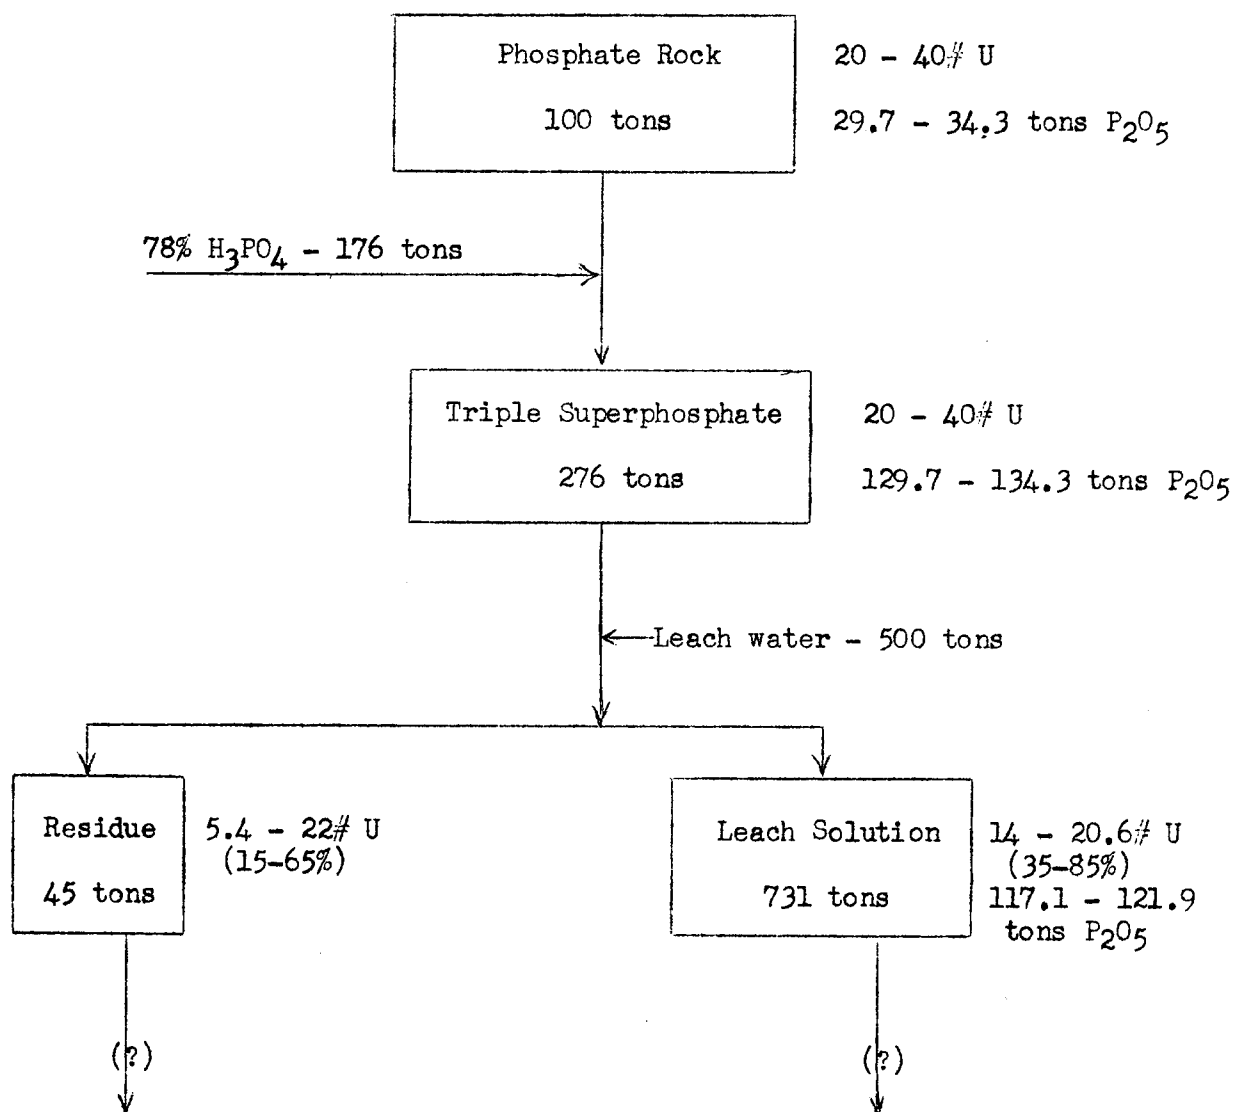 Phosphate Rock
100 tons
20 - 40# U
29.7 - 34.3 tons P₂O₅
78% H₃PO₄ - 176 tons
Triple Superphosphate
276 tons
20 - 40# U
129.7 - 134.3 tons P₂O₅
Leach water - 500 tons
Residue
45 tons
5.4 - 22# U
(15-65%)
Leach Solution
731 tons
14 - 20.6# U
(35-85%)
117.1 - 121.9
tons P₂O₅
(?)
(?)